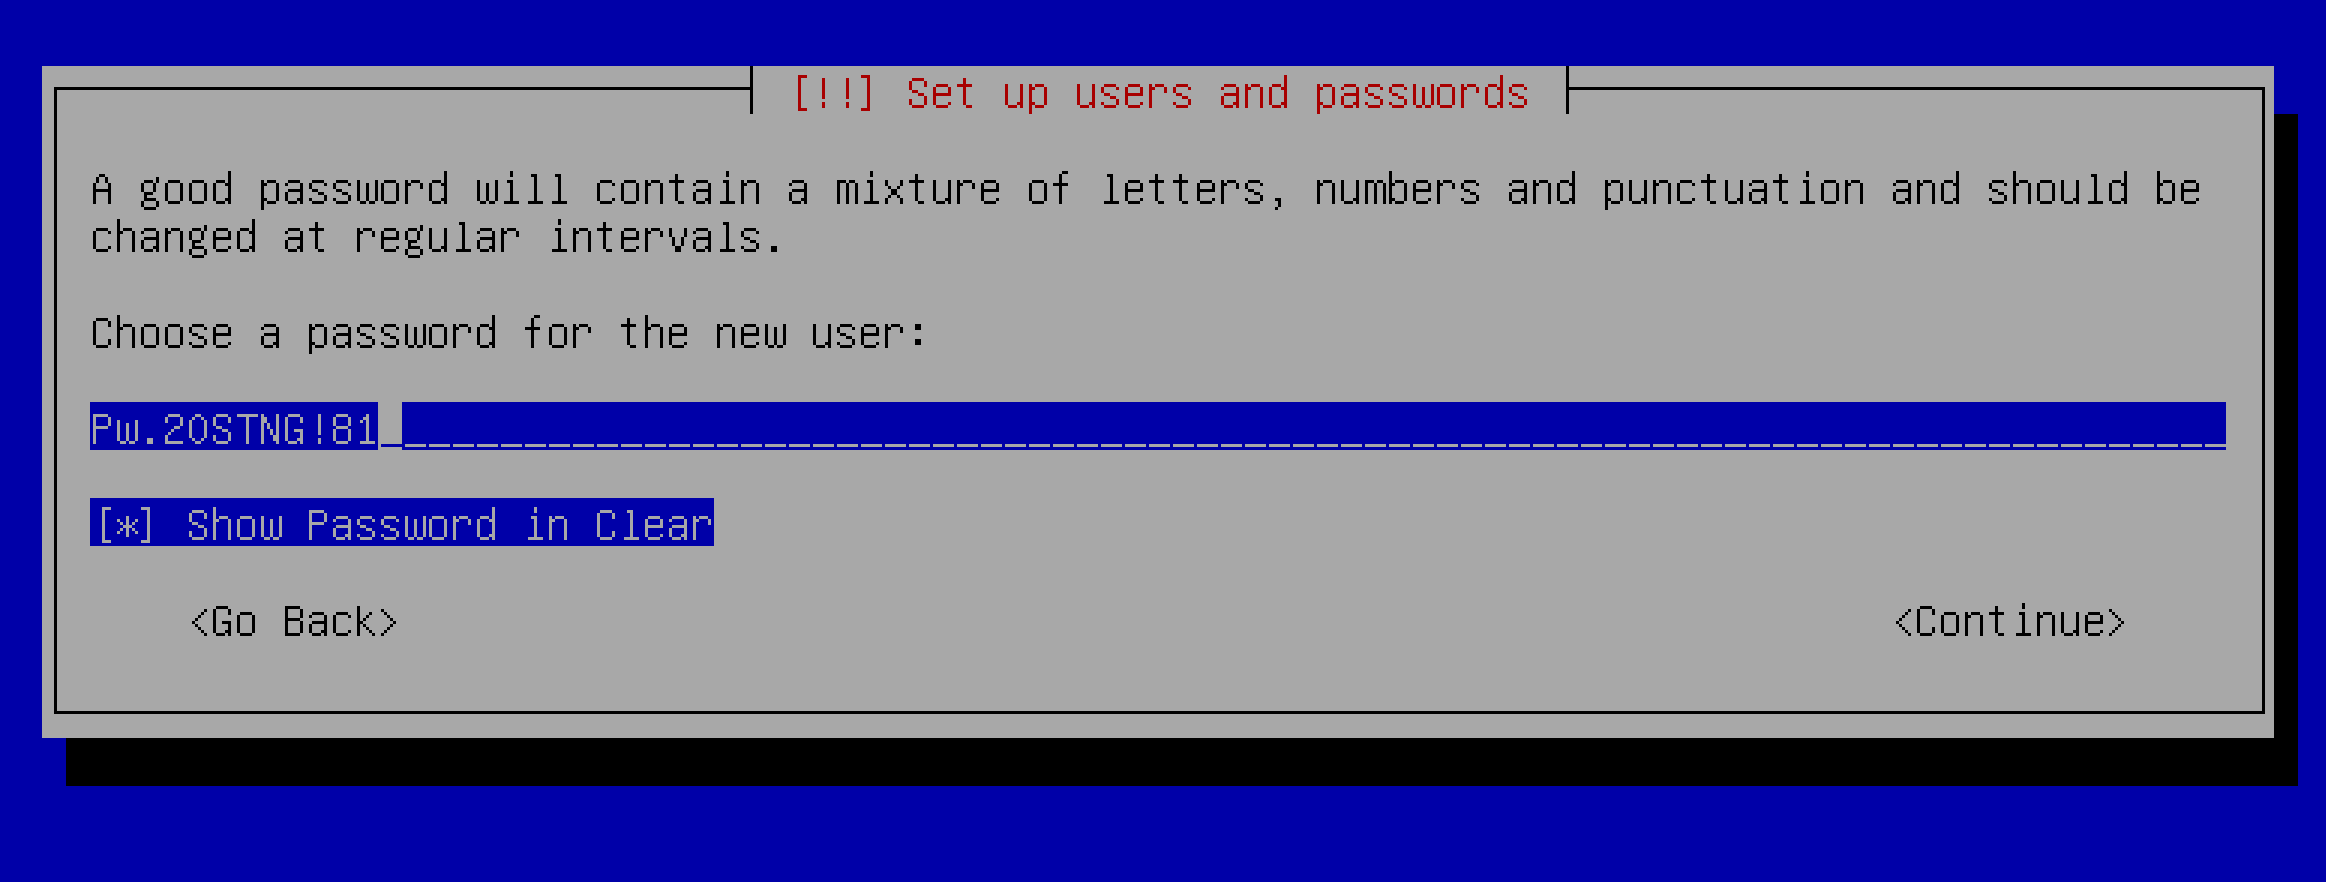 [!!] Set up users and passwords
A good password will contain a mixture of letters, numbers and punctuation and should be
changed at regular intervals.
Choose a password for the new user:
Pw.20STNG!81
[*] Show Password in Clear
<Go Back> <Continue>